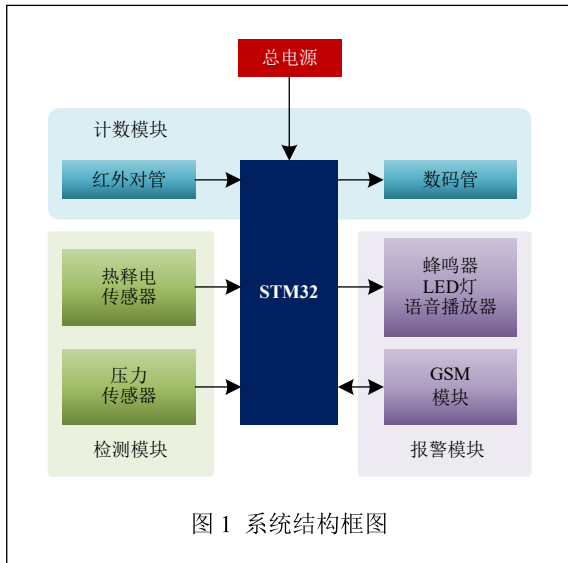 总电源
计数模块
红外对管
数码管
热释电
传感器
STM32
蜂鸣器
LED灯
语音播放器
压力
传感器
GSM
模块
检测模块
报警模块
图 1 系统结构框图